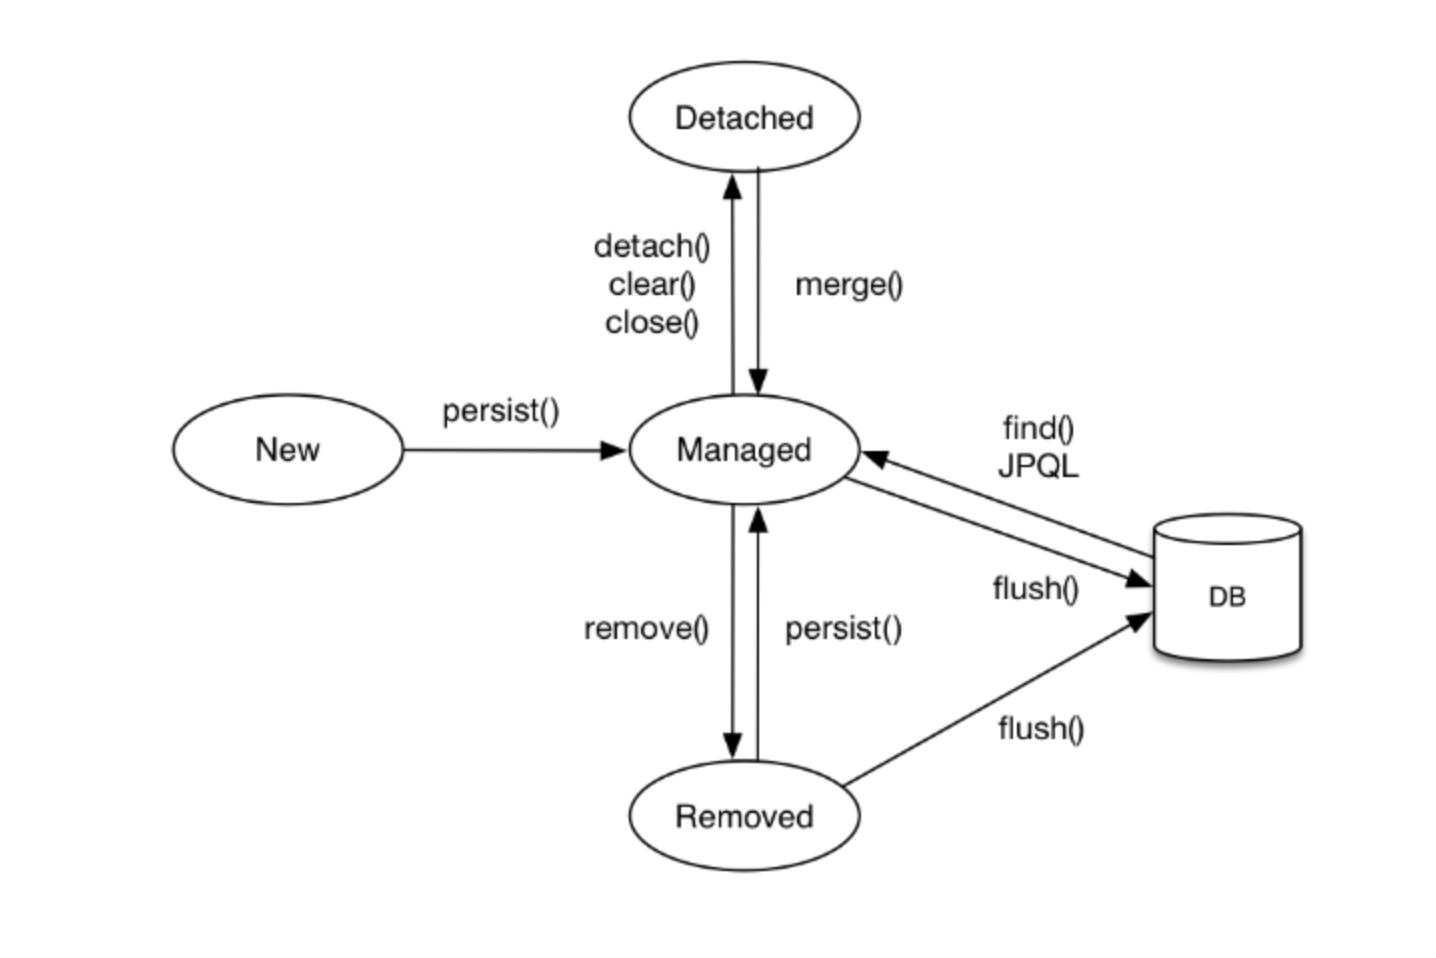 Detached
detach()
clear()
close()
merge()
New
persist()
Managed
find()
JPQL
flush()
DB
remove()
persist()
flush()
Removed